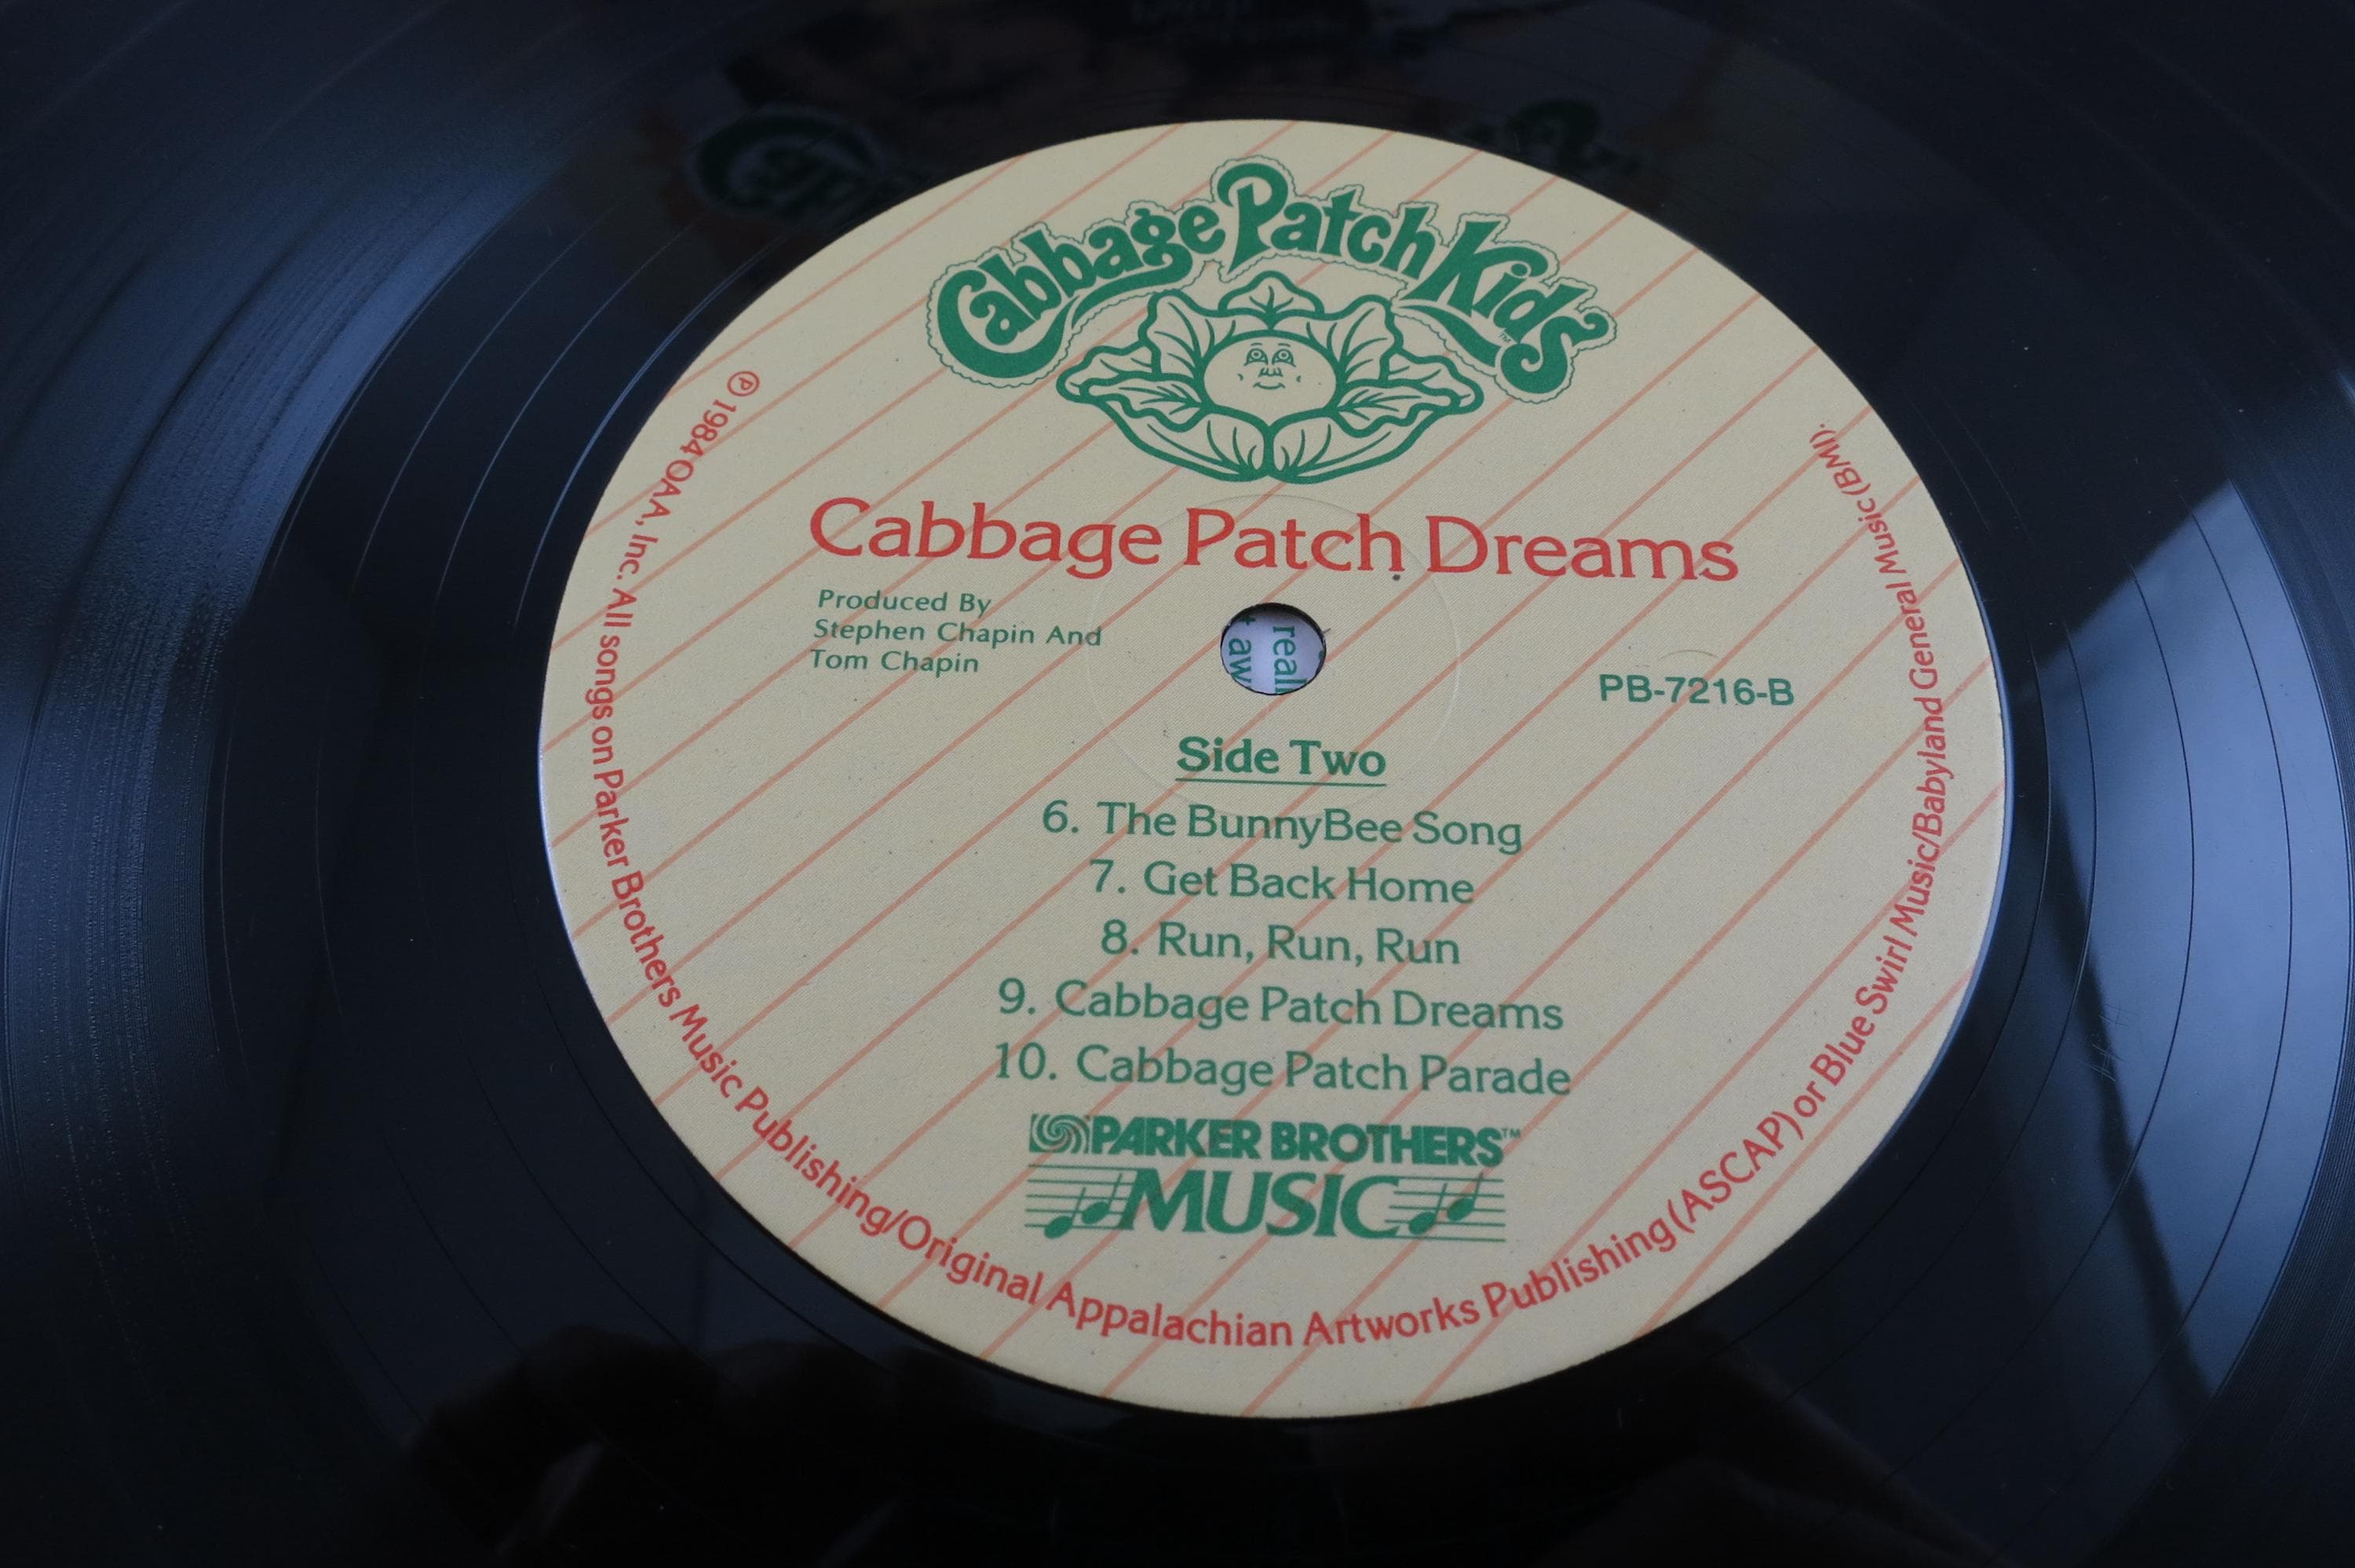 Cabbage Patch Kids™
Cabbage Patch Dreams
Produced By
Stephen Chapin And
Tom Chapin
PB-7216-B
Side Two
6. The BunnyBee Song
7. Get Back Home
8. Run, Run, Run
9. Cabbage Patch Dreams
10. Cabbage Patch Parade
PARKER BROTHERS™
MUSIC
℗ 1984 OAA, Inc. All songs on Parker Brothers Music Publishing/Original Appalachian Artworks Publishing (ASCAP) or Blue Swirl Music/Babyland General Music (BMI).